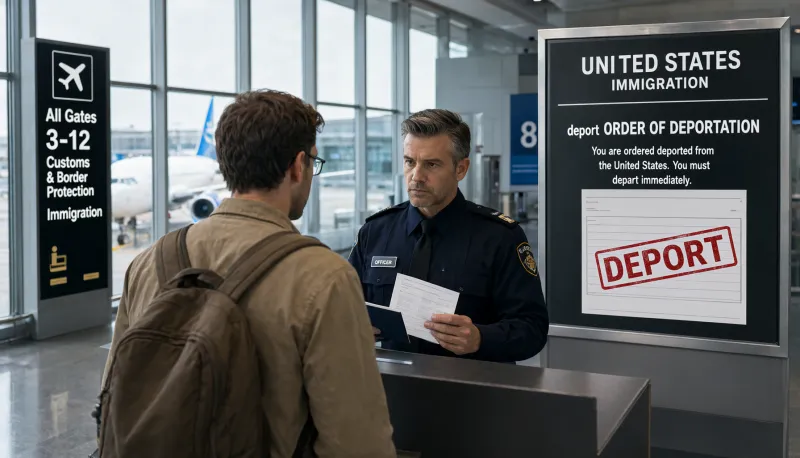 All Gates
3-12
Customs
& Border
Protection
Immigration
OFFICER
8
UNITED STATES
IMMIGRATION
deport ORDER OF DEPORTATION
You are ordered deported from
the United States. You must
depart immediately.
DEPORT